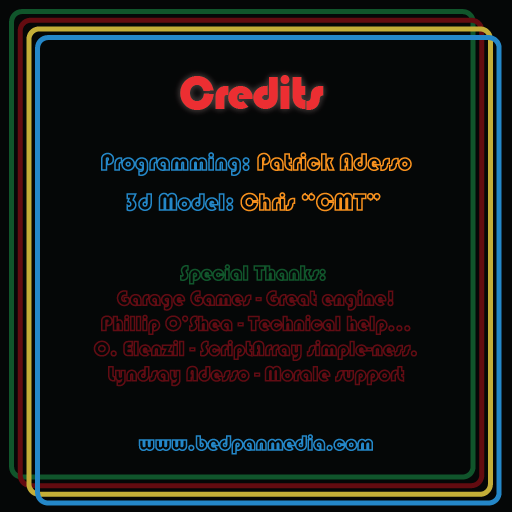 Credits
Programming: Patrick Adesso
3d Model: Chris "CMT"
Special Thanks:
Garage Games - Great engine!
Phillip O'Shea - Technical help...
O. Elenzil - ScriptArray simple-ness.
Lyndsay Adesso - Morale support
www.bedpanmedia.com